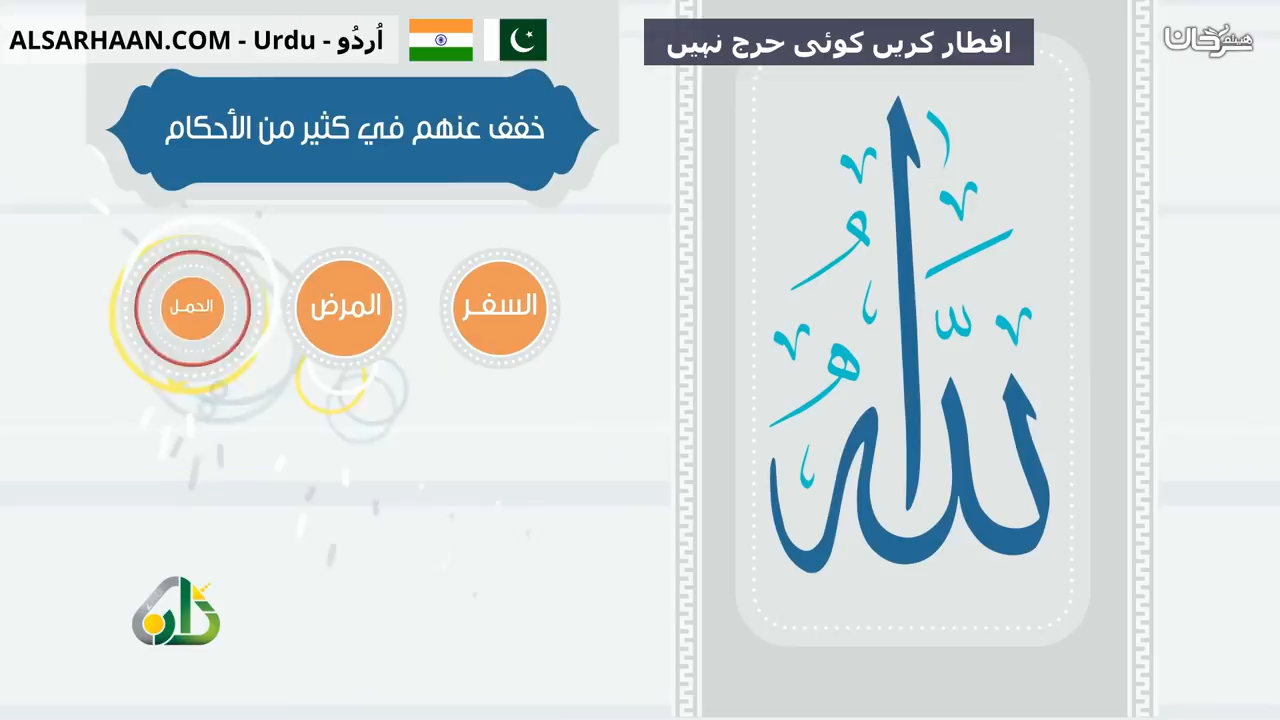 ALSARHAAN.COM - Urdu - اُردُو
افطار کریں کوئی حرج نہیں
خفف عنهم في كثير من الأحكام
السفر
المرض
الحمل
الله